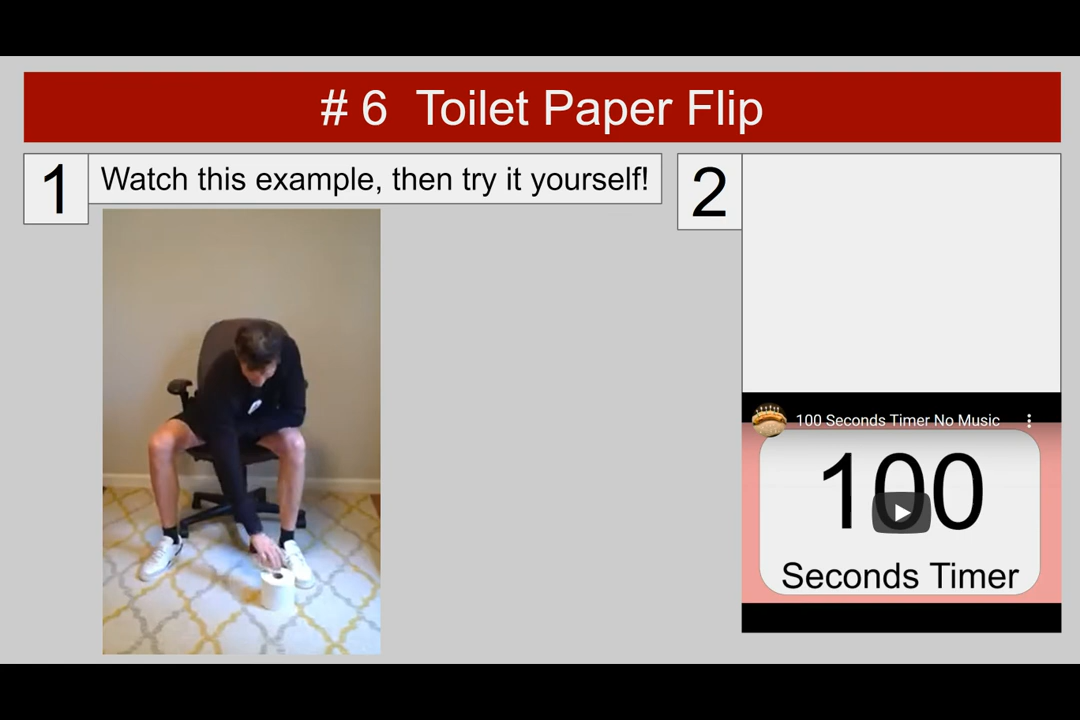 # 6 Toilet Paper Flip
1
Watch this example, then try it yourself!
2
100 Seconds Timer No Music
100
Seconds Timer